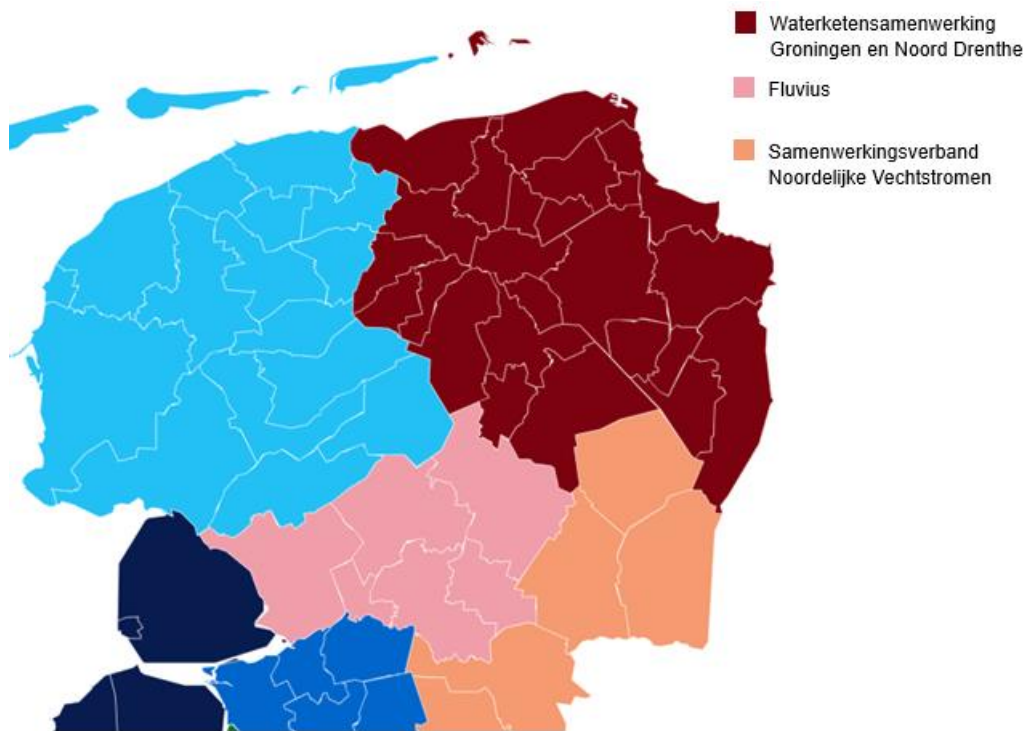 Waterketensamenwerking
Groningen en Noord Drenthe
Fluvius
Samenwerkingsverband
Noordelijke Vechtstromen